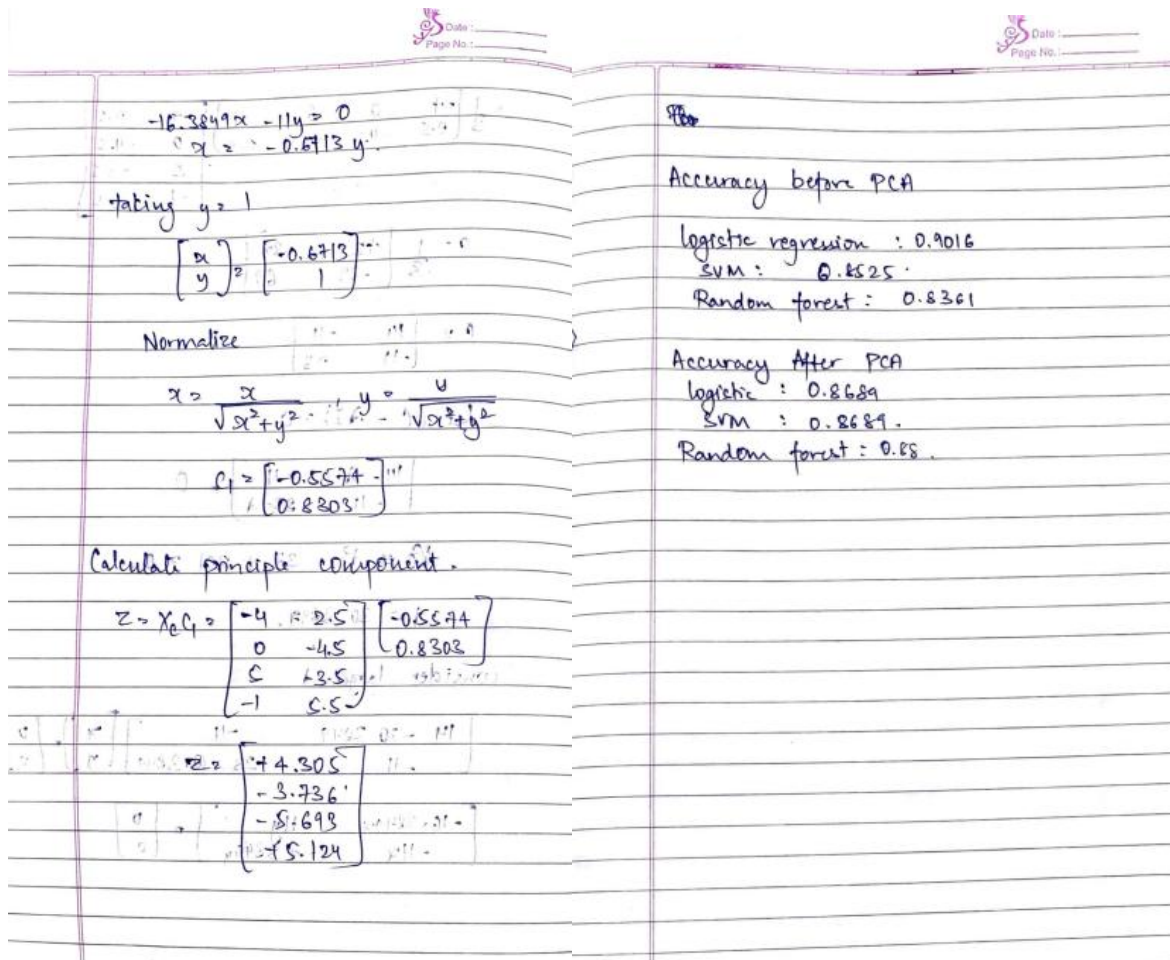 Date :
Page No. :
-16.3849x - 11y = 0
x = -0.6713 y.
taking y = 1
[x y] = [-0.6713 1]
Normalize
x = x / √x²+y² , y = y / √x²+y²
C₁ = [-0.5574 0.8303]
Calculate principle component.
Z = XcC₁ = [-4 2.5] [-0.5574
0 -4.5 0.8303]
5 -3.5
-1 5.5
Z = [+4.305
-3.736
-5.693
+5.124]
Date :
Page No. :
Accuracy before PCA
logistic regression : 0.9016
SVM : 0.8525.
Random forest : 0.8361
Accuracy After PCA
logistic : 0.8689
SVM : 0.8689.
Random forest : 0.88.